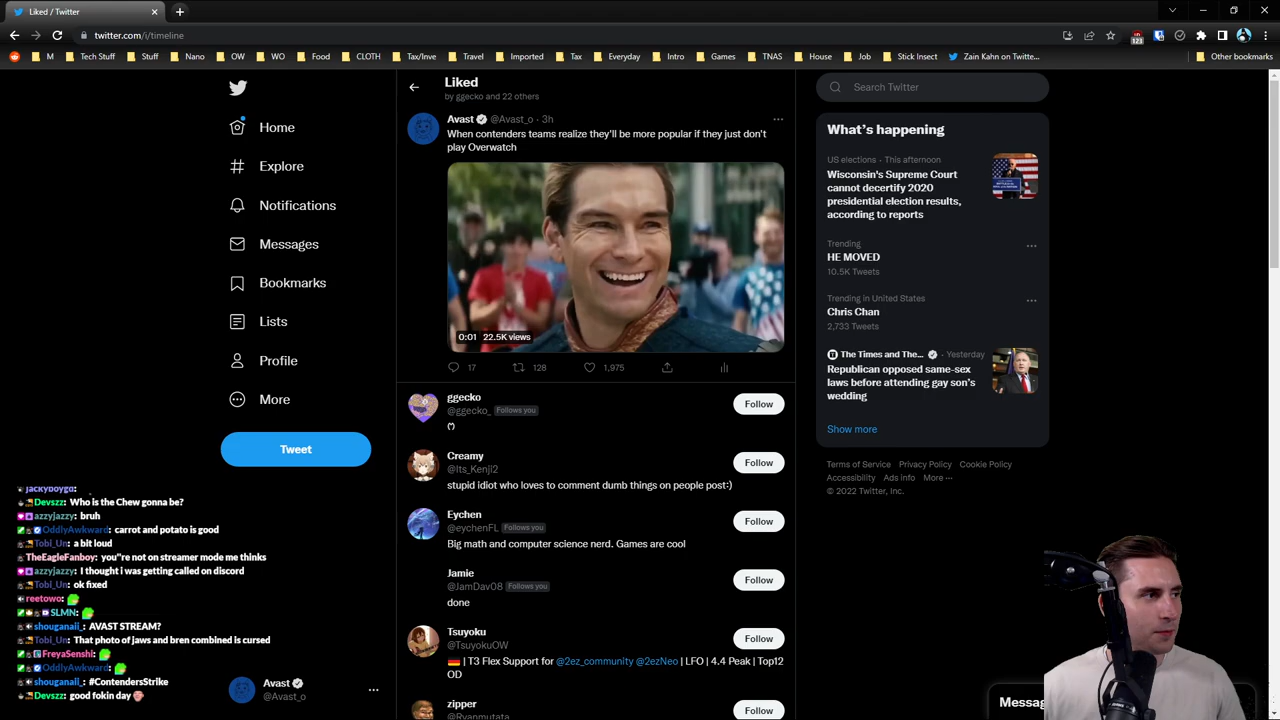 Liked / Twitter
twitter.com/i/timeline
123
M Tech Stuff Stuff Nano OW WO Food CLOTH Tax/Inve Travel Imported Tax Everyday Intro Games TNAS House Job Stick Insect Zain Kahn on Twitte... Other bookmarks
Home
Explore
Notifications
Messages
Bookmarks
Lists
Profile
More
Tweet
jackyboygo:
Devszz: Who is the Chew gonna be?
azzyjazzy: bruh
OddlyAwkward: carrot and potato is good
Tobi_Un: a bit loud
TheEagleFanboy: you"re not on streamer mode me thinks
azzyjazzy: I thought i was getting called on discord
Tobi_Un: ok fixed
reetowo:
SLMN:
shouganaii_: AVAST STREAM?
Tobi_Un: That photo of jaws and bren combined is cursed
FreyaSenshi:
OddlyAwkward:
shouganaii_: #ContendersStrike
Devszz: good fokin day
Avast
@Avast_o
Liked
by ggecko and 22 others
Avast @Avast_o · 3h
When contenders teams realize they'll be more popular if they just don't
play Overwatch
0:01 22.5K views
17 128 1,975
ggecko
@ggecko_ Follows you
Follow
Creamy
@Its_Kenji2
stupid idiot who loves to comment dumb things on people post:)
Follow
Eychen
@eychenFL Follows you
Big math and computer science nerd. Games are cool
Follow
Jamie
@JamDav08 Follows you
done
Follow
Tsuyoku
@TsuyokuOW
| T3 Flex Support for @2ez_community @2ezNeo | LFO | 4.4 Peak | Top12
OD
Follow
zipper
@Ryanmutata
Follow
Search Twitter
What's happening
US elections · This afternoon
Wisconsin's Supreme Court
cannot decertify 2020
presidential election results,
according to reports
Trending
HE MOVED
10.5K Tweets
Trending in United States
Chris Chan
2,733 Tweets
The Times and The... · Yesterday
Republican opposed same-sex
laws before attending gay son's
wedding
Show more
Terms of Service Privacy Policy Cookie Policy
Accessibility Ads info More ···
© 2022 Twitter, Inc.
Messag